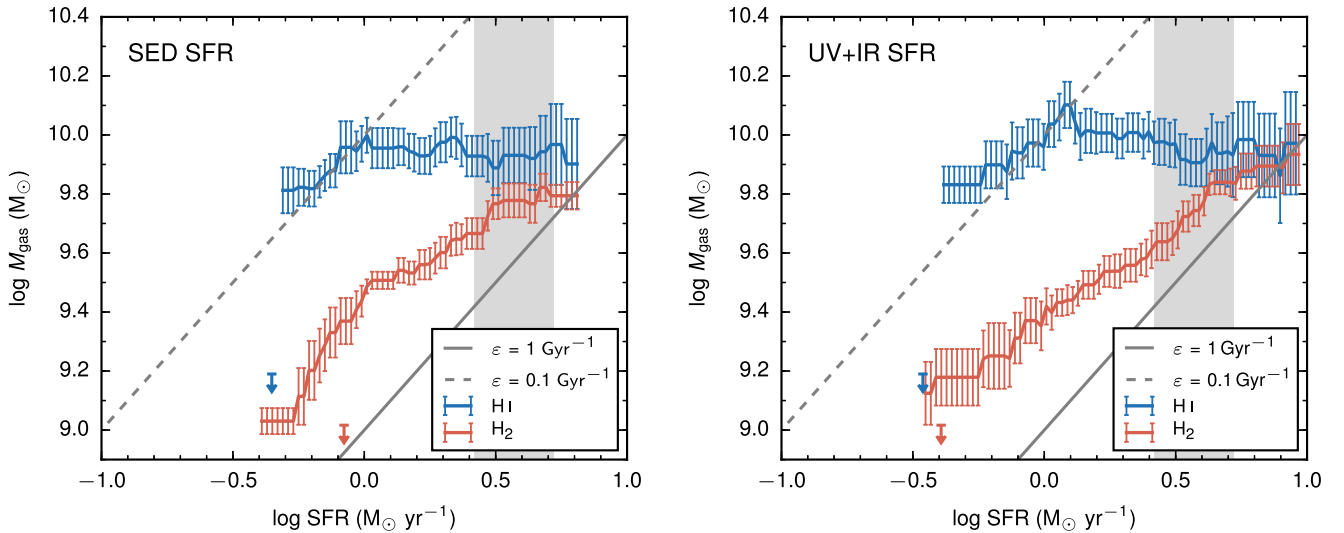 SED SFR
10.4
10.2
10.0
9.8
9.6
9.4
9.2
9.0
log M_gas (M_⊙)
−1.0
−0.5
0.0
0.5
1.0
log SFR (M_⊙ yr⁻¹)
ε = 1 Gyr⁻¹
ε = 0.1 Gyr⁻¹
H I
H₂
UV+IR SFR
10.4
10.2
10.0
9.8
9.6
9.4
9.2
9.0
log M_gas (M_⊙)
−1.0
−0.5
0.0
0.5
1.0
log SFR (M_⊙ yr⁻¹)
ε = 1 Gyr⁻¹
ε = 0.1 Gyr⁻¹
H I
H₂